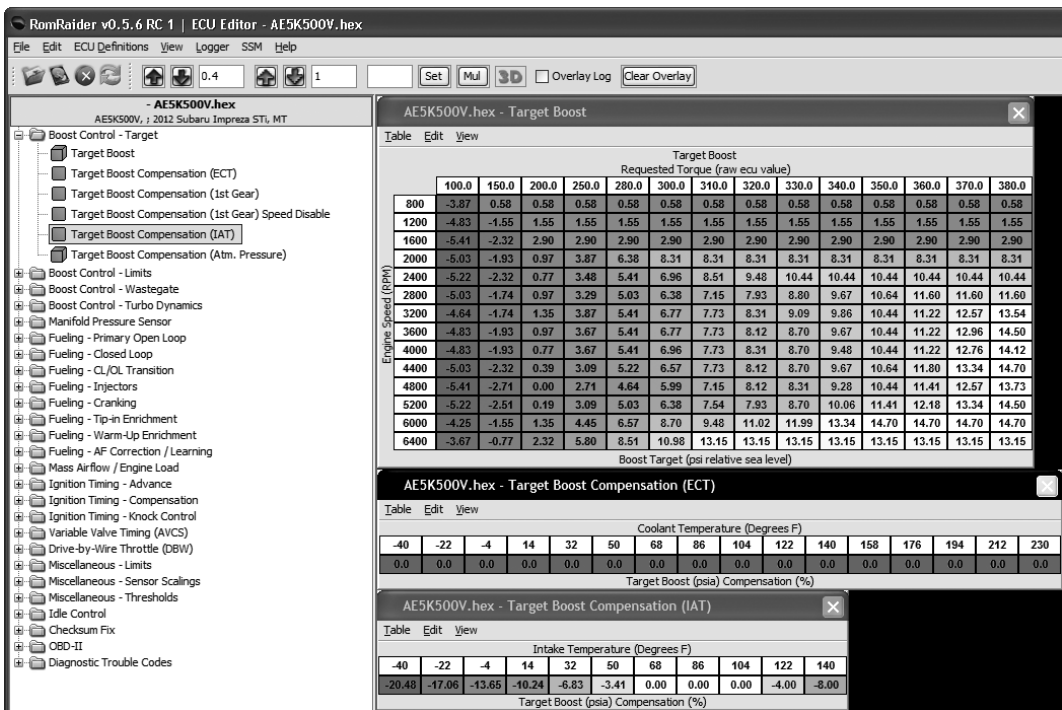 RomRaider v0.5.6 RC 1 | ECU Editor - AE5K500V.hex
File Edit ECU Definitions View Logger SSM Help
0.4 1 Set Mul 3D Overlay Log Clear Overlay
- AE5K500V.hex
AE5K500V, ; 2012 Subaru Impreza STi, MT
Boost Control - Target
Target Boost
Target Boost Compensation (ECT)
Target Boost Compensation (1st Gear)
Target Boost Compensation (1st Gear) Speed Disable
Target Boost Compensation (IAT)
Target Boost Compensation (Atm. Pressure)
Boost Control - Limits
Boost Control - Wastegate
Boost Control - Turbo Dynamics
Manifold Pressure Sensor
Fueling - Primary Open Loop
Fueling - Closed Loop
Fueling - CL/OL Transition
Fueling - Injectors
Fueling - Cranking
Fueling - Tip-in Enrichment
Fueling - Warm-Up Enrichment
Fueling - AF Correction / Learning
Mass Airflow / Engine Load
Ignition Timing - Advance
Ignition Timing - Compensation
Ignition Timing - Knock Control
Variable Valve Timing (AVCS)
Drive-by-Wire Throttle (DBW)
Miscellaneous - Limits
Miscellaneous - Sensor Scalings
Miscellaneous - Thresholds
Idle Control
Checksum Fix
OBD-II
Diagnostic Trouble Codes
AE5K500V.hex - Target Boost
Table Edit View
Target Boost
Requested Torque (raw ecu value)
100.0 150.0 200.0 250.0 280.0 300.0 310.0 320.0 330.0 340.0 350.0 360.0 370.0 380.0
Engine Speed (RPM)
800 -3.87 0.58 0.58 0.58 0.58 0.58 0.58 0.58 0.58 0.58 0.58 0.58 0.58 0.58
1200 -4.83 -1.55 1.55 1.55 1.55 1.55 1.55 1.55 1.55 1.55 1.55 1.55 1.55 1.55
1600 -5.41 -2.32 2.90 2.90 2.90 2.90 2.90 2.90 2.90 2.90 2.90 2.90 2.90 2.90
2000 -5.03 -1.93 0.97 3.87 6.38 8.31 8.31 8.31 8.31 8.31 8.31 8.31 8.31 8.31
2400 -5.22 -2.32 0.77 3.48 5.41 6.96 8.51 9.48 10.44 10.44 10.44 10.44 10.44 10.44
2800 -5.03 -1.74 0.97 3.29 5.03 6.38 7.15 7.93 8.80 9.67 10.64 11.60 11.60 11.60
3200 -4.64 -1.74 1.35 3.87 5.41 6.77 7.73 8.31 9.09 9.86 10.44 11.22 12.57 13.54
3600 -4.83 -1.93 0.97 3.67 5.41 6.77 7.73 8.12 8.70 9.67 10.44 11.22 12.96 14.50
4000 -4.83 -1.93 0.77 3.67 5.41 6.96 7.73 8.31 8.70 9.48 10.44 11.22 12.76 14.12
4400 -5.03 -2.32 0.39 3.09 5.22 6.57 7.73 8.12 8.70 9.67 10.64 11.80 13.34 14.70
4800 -5.41 -2.71 0.00 2.71 4.64 5.99 7.15 8.12 8.31 9.28 10.44 11.41 12.57 13.73
5200 -5.22 -2.51 0.19 3.09 5.03 6.38 7.54 7.93 8.70 10.06 11.41 12.18 13.34 14.50
6000 -4.25 -1.55 1.35 4.45 6.57 8.70 9.48 11.02 11.99 13.34 14.70 14.70 14.70 14.70
6400 -3.67 -0.77 2.32 5.80 8.51 10.98 13.15 13.15 13.15 13.15 13.15 13.15 13.15 13.15
Boost Target (psi relative sea level)
AE5K500V.hex - Target Boost Compensation (ECT)
Table Edit View
Coolant Temperature (Degrees F)
-40 -22 -4 14 32 50 68 86 104 122 140 158 176 194 212 230
0.0 0.0 0.0 0.0 0.0 0.0 0.0 0.0 0.0 0.0 0.0 0.0 0.0 0.0 0.0 0.0
Target Boost (psia) Compensation (%)
AE5K500V.hex - Target Boost Compensation (IAT)
Table Edit View
Intake Temperature (Degrees F)
-40 -22 -4 14 32 50 68 86 104 122 140
-20.48 -17.06 -13.65 -10.24 -6.83 -3.41 0.00 0.00 0.00 -4.00 -8.00
Target Boost (psia) Compensation (%)